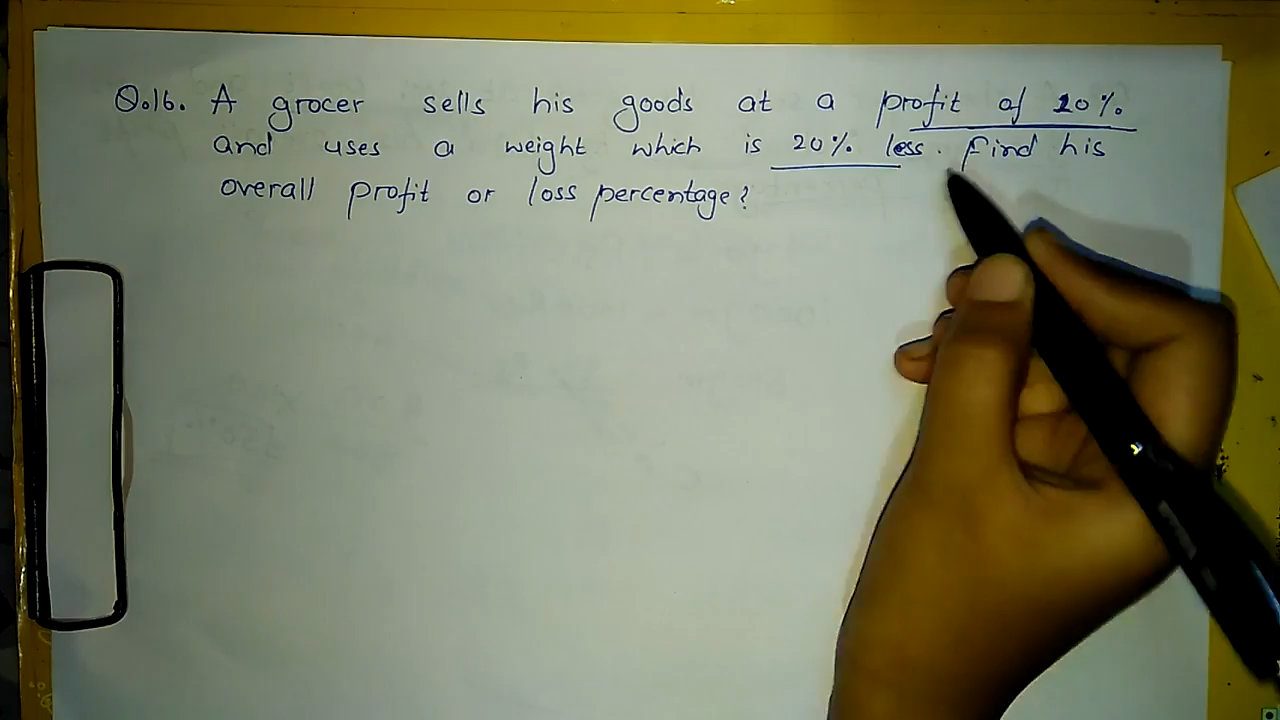 Q.16. A grocer sells his goods at a profit of 10%
and uses a weight which is 20% less. Find his
overall profit or loss percentage?